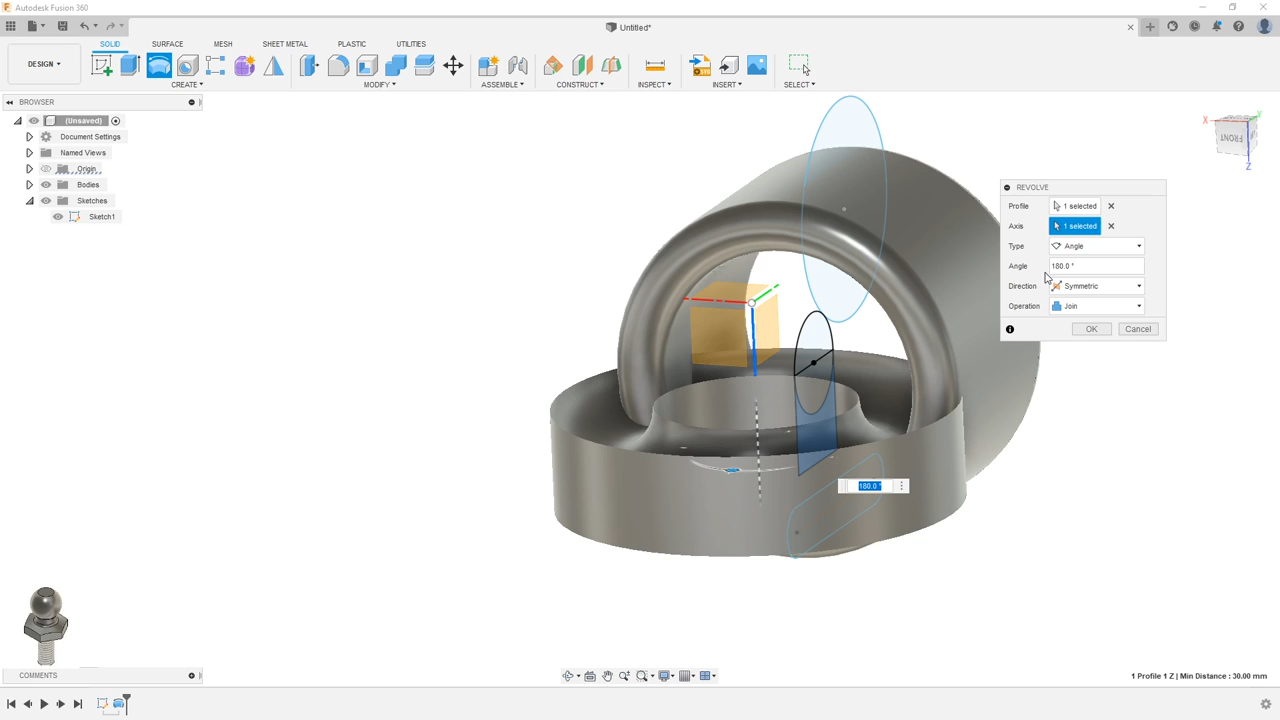 Autodesk Fusion 360
Untitled*
DESIGN
SOLID SURFACE MESH SHEET METAL PLASTIC UTILITIES
CREATE MODIFY ASSEMBLE CONSTRUCT INSPECT INSERT SELECT
BROWSER
(Unsaved)
Document Settings
Named Views
Origin
Bodies
Sketches
Sketch1
X Y
FRONT
Z
REVOLVE
Profile 1 selected
Axis 1 selected
Type Angle
Angle 180.0 °
Direction Symmetric
Operation Join
OK Cancel
180.0 °
COMMENTS
1 Profile 1 Z | Min Distance : 30.00 mm